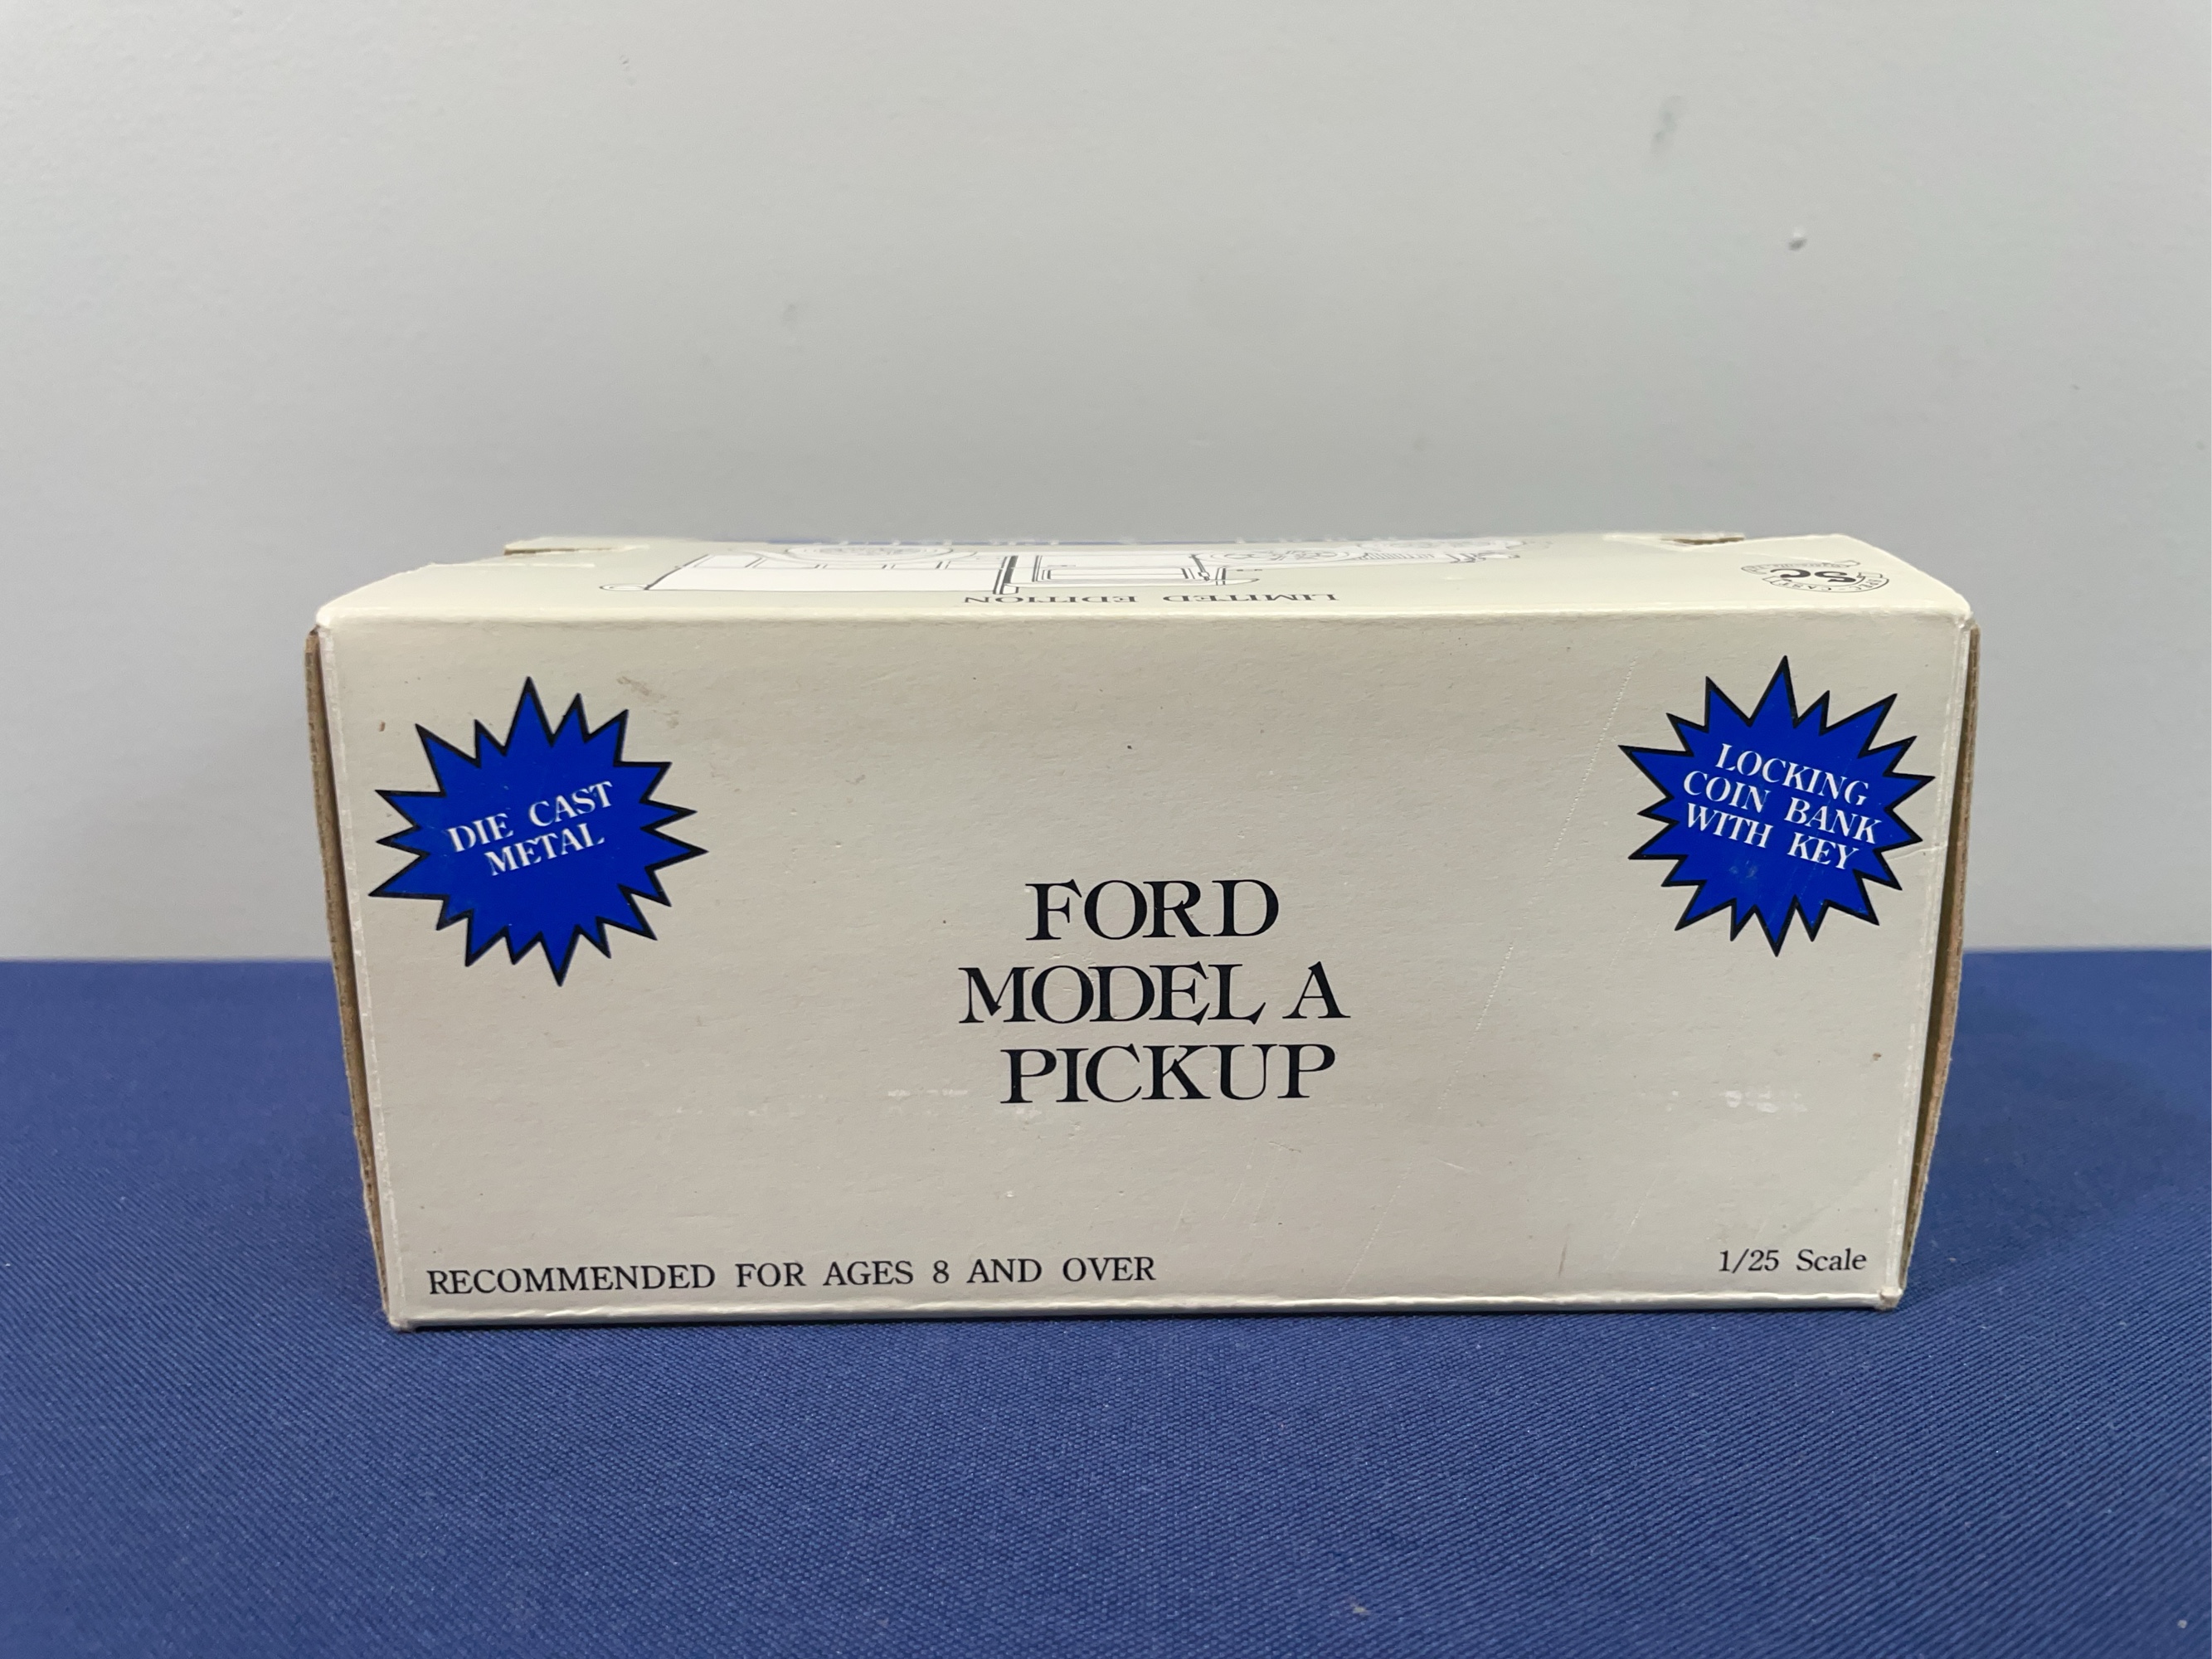 LIMITED EDITION
SC
DIE CAST
METAL
LOCKING
COIN BANK
WITH KEY
FORD
MODEL A
PICKUP
RECOMMENDED FOR AGES 8 AND OVER
1/25 Scale